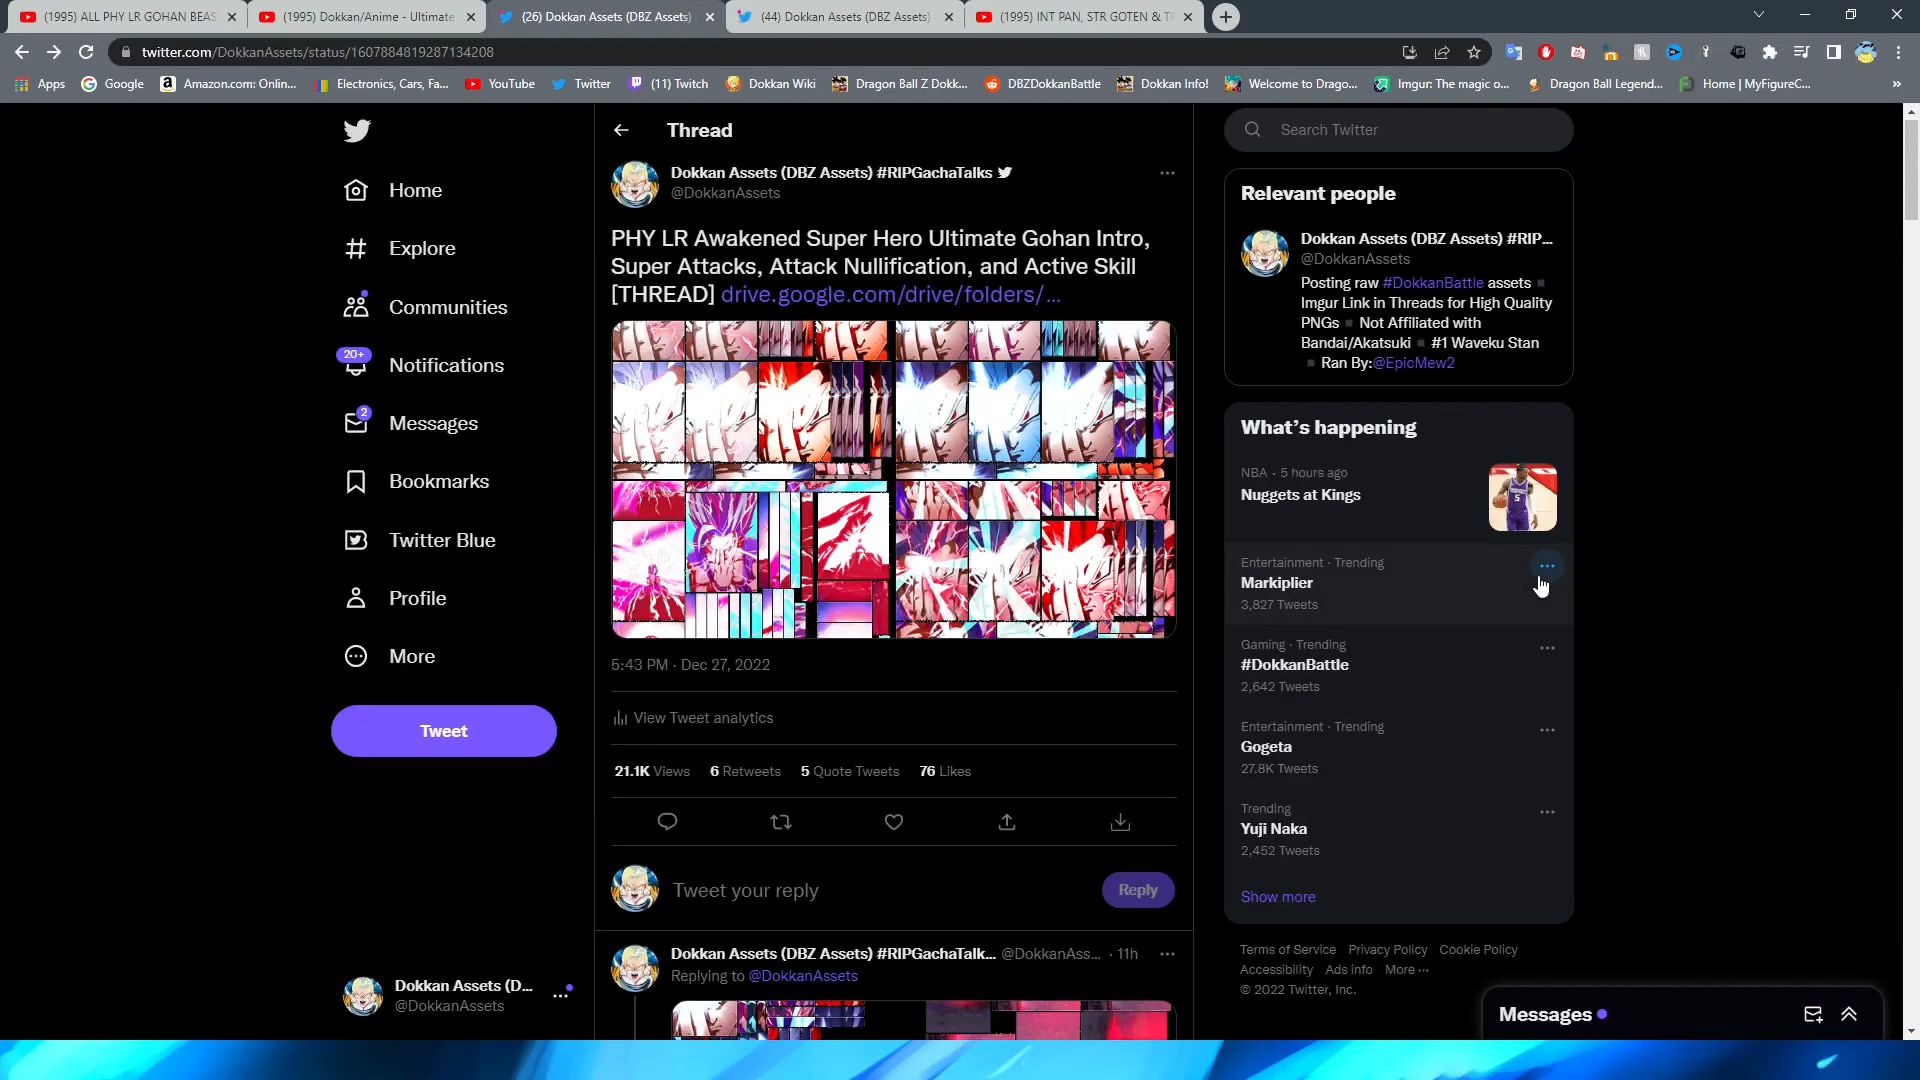 (1995) ALL PHY LR GOHAN BEAS
(1995) Dokkan/Anime - Ultimate
(26) Dokkan Assets (DBZ Assets)
(44) Dokkan Assets (DBZ Assets)
(1995) INT PAN, STR GOTEN & T
twitter.com/DokkanAssets/status/1607884819287134208
Apps
Google
Amazon.com: Onlin...
Electronics, Cars, Fa...
YouTube
Twitter
(11) Twitch
Dokkan Wiki
Dragon Ball Z Dokk...
DBZDokkanBattle
Dokkan Info!
Welcome to Drago...
Imgur: The magic o...
Dragon Ball Legend...
Home | MyFigureC...
»
Home
Explore
Communities
20+
Notifications
2
Messages
Bookmarks
Twitter Blue
Profile
More
Tweet
Dokkan Assets (D...
@DokkanAssets
Thread
Dokkan Assets (DBZ Assets) #RIPGachaTalks
@DokkanAssets
PHY LR Awakened Super Hero Ultimate Gohan Intro,
Super Attacks, Attack Nullification, and Active Skill
[THREAD] drive.google.com/drive/folders/...
5:43 PM · Dec 27, 2022
View Tweet analytics
21.1K Views 6 Retweets 5 Quote Tweets 76 Likes
Tweet your reply
Reply
Dokkan Assets (DBZ Assets) #RIPGachaTalk... @DokkanAss... · 11h
Replying to @DokkanAssets
Search Twitter
Relevant people
Dokkan Assets (DBZ Assets) #RIP...
@DokkanAssets
Posting raw #DokkanBattle assets
Imgur Link in Threads for High Quality
PNGs ▪ Not Affiliated with
Bandai/Akatsuki ▪ #1 Waveku Stan
▪ Ran By:@EpicMew2
What's happening
NBA · 5 hours ago
Nuggets at Kings
Entertainment · Trending
Markiplier
3,827 Tweets
Gaming · Trending
#DokkanBattle
2,642 Tweets
Entertainment · Trending
Gogeta
27.8K Tweets
Trending
Yuji Naka
2,452 Tweets
Show more
Terms of Service Privacy Policy Cookie Policy
Accessibility Ads info More ···
© 2022 Twitter, Inc.
Messages